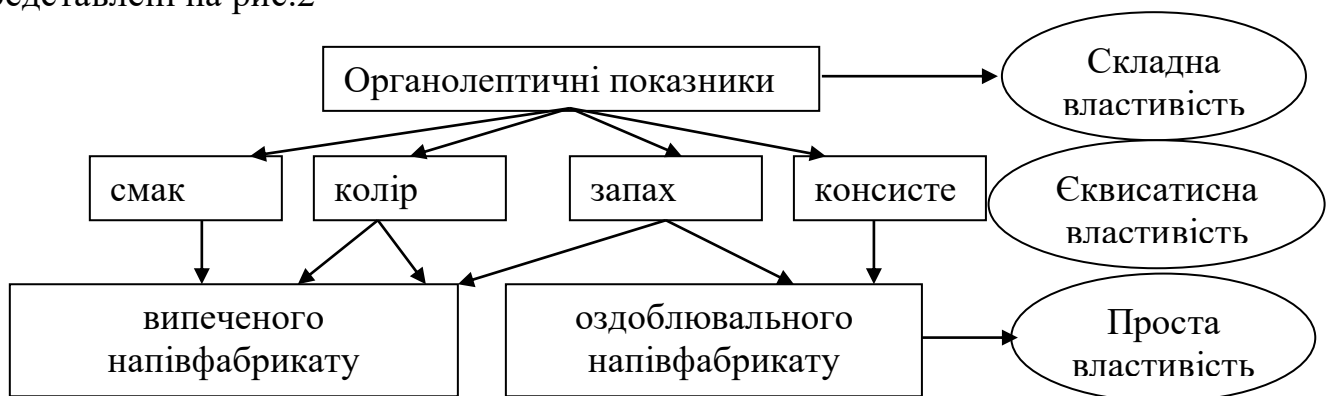 редставлені на рис.2
Складна
властивість
Органолептичні показники
смак
колір
запах
консисте
Єквисатисна
властивість
випеченого
напівфабрикату
оздоблювального
напівфабрикату
Проста
властивість